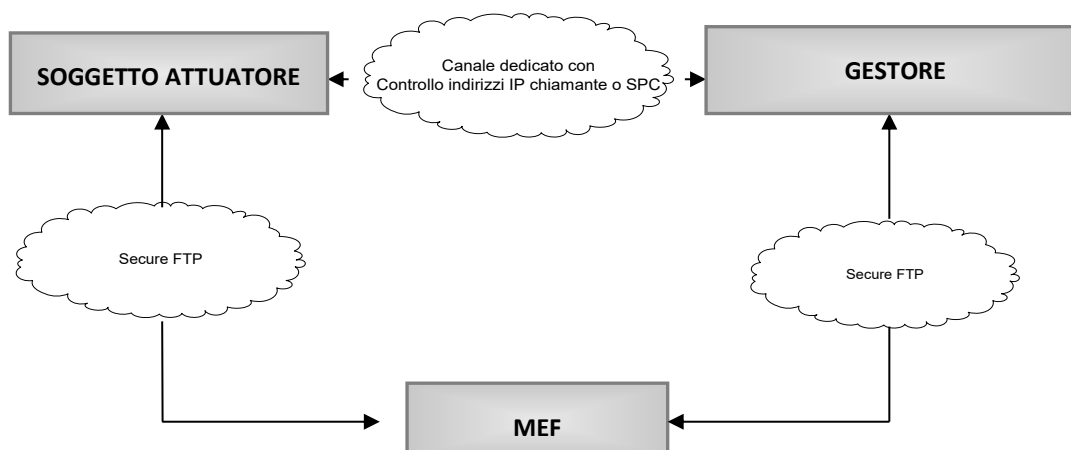 SOGGETTO ATTUATORE
Canale dedicato con
Controllo indirizzi IP chiamante o SPC
GESTORE
Secure FTP
Secure FTP
MEF